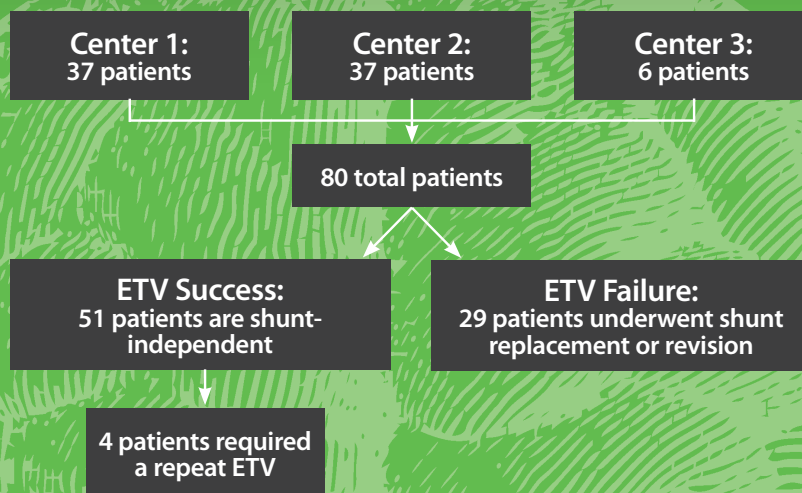 Center 1:
37 patients
Center 2:
37 patients
Center 3:
6 patients
80 total patients
ETV Success:
51 patients are shunt-
independent
ETV Failure:
29 patients underwent shunt
replacement or revision
4 patients required
a repeat ETV